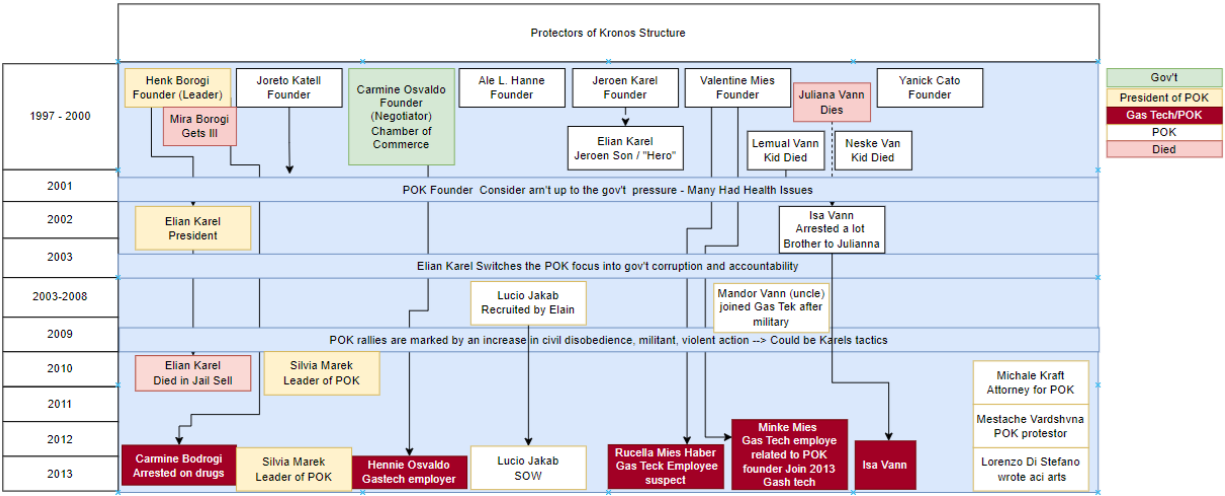 Protectors of Kronos Structure
1997 - 2000
Henk Borogi
Founder (Leader)
Mira Borogi
Gets Ill
Joreto Katell
Founder
Carmine Osvaldo
Founder
(Negotiator)
Chamber of
Commerce
Ale L. Hanne
Founder
Jeroen Karel
Founder
Elian Karel
Jeroen Son / "Hero"
Valentine Mies
Founder
Juliana Vann
Dies
Lemual Vann
Kid Died
Neske Van
Kid Died
Yanick Cato
Founder
Gov't
President of POK
Gas Tech/POK
POK
Died
2001
POK Founder Consider arn't up to the gov't pressure - Many Had Health Issues
2002
Elian Karel
President
Isa Vann
Arrested a lot
Brother to Julianna
2003
Elian Karel Switches the POK focus into gov't corruption and accountability
2003-2008
Lucio Jakab
Recruited by Elain
Mandor Vann (uncle)
joined Gas Tek after
military
2009
POK rallies are marked by an increase in civil disobedience, militant, violent action --> Could be Karels tactics
2010
Elian Karel
Died in Jail Sell
Silvia Marek
Leader of POK
Michale Kraft
Attorney for POK
2011
Mestache Vardshvna
POK protestor
2012
2013
Carmine Bodrogi
Arrested on drugs
Silvia Marek
Leader of POK
Hennie Osvaldo
Gastech employer
Lucio Jakab
SOW
Rucella Mies Haber
Gas Teck Employee
suspect
Minke Mies
Gas Tech employe
related to POK
founder Join 2013
Gash tech
Isa Vann
Lorenzo Di Stefano
wrote aci arts